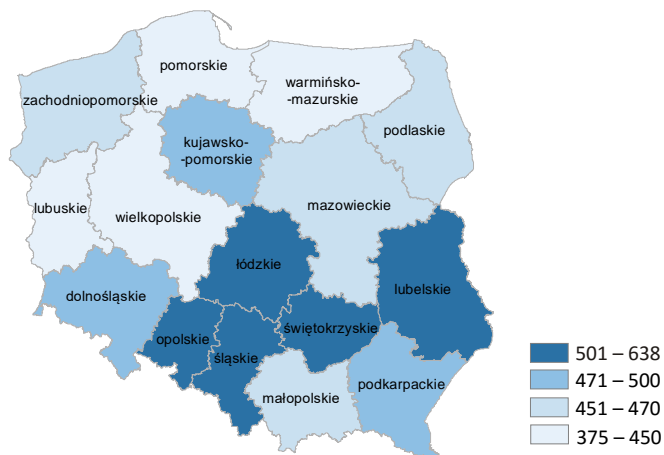 pomorskie
warmińsko-
-mazurskie
zachodniopomorskie
podlaskie
kujawsko-
-pomorskie
mazowieckie
lubuskie
wielkopolskie
łódzkie
lubelskie
dolnośląskie
opolskie
świętokrzyskie
śląskie
małopolskie
podkarpackie
501 – 638
471 – 500
451 – 470
375 – 450